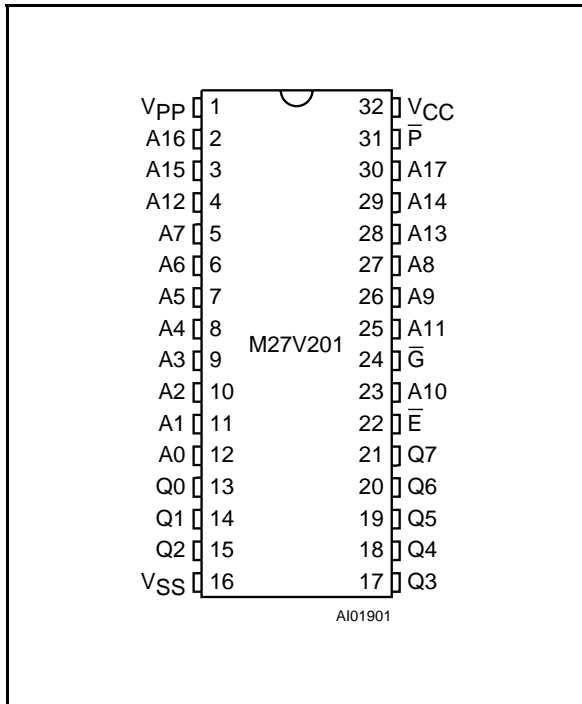 VPP 1 32 VCC
A16 2 31 P̅
A15 3 30 A17
A12 4 29 A14
A7 5 28 A13
A6 6 27 A8
A5 7 26 A9
A4 8 25 A11
M27V201
A3 9 24 G̅
A2 10 23 A10
A1 11 22 E̅
A0 12 21 Q7
Q0 13 20 Q6
Q1 14 19 Q5
Q2 15 18 Q4
VSS 16 17 Q3
AI01901